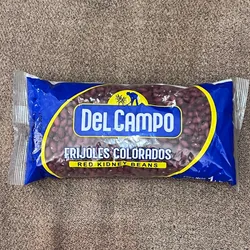 DEL CAMPO
FRIJOLES COLORADOS
RED KIDNEY BEANS